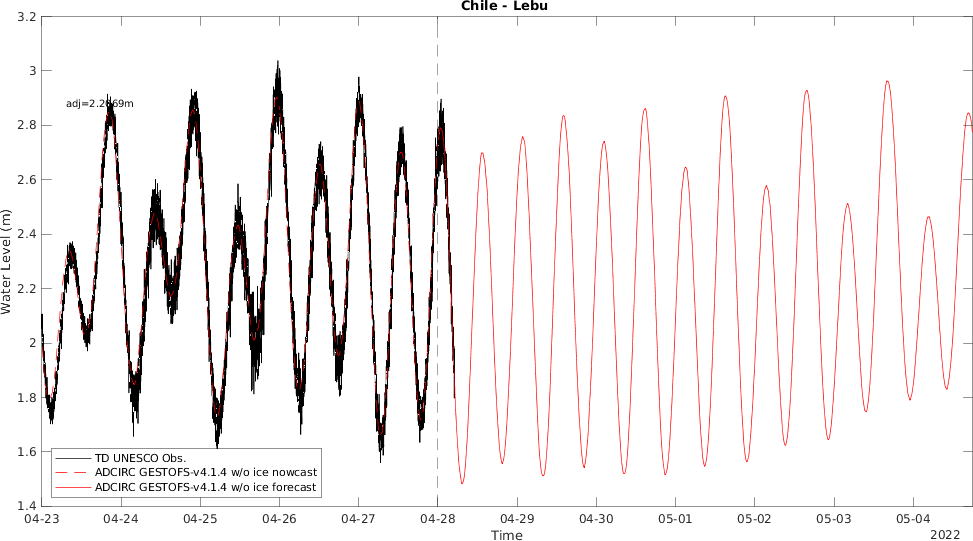 Chile - Lebu
3.2
3
2.8
2.6
2.4
2.2
2
1.8
1.6
1.4
Water Level (m)
adj=2.2669m
TD UNESCO Obs.
ADCIRC GESTOFS-v4.1.4 w/o ice nowcast
ADCIRC GESTOFS-v4.1.4 w/o ice forecast
04-23 04-24 04-25 04-26 04-27 04-28 04-29 04-30 05-01 05-02 05-03 05-04
Time
2022